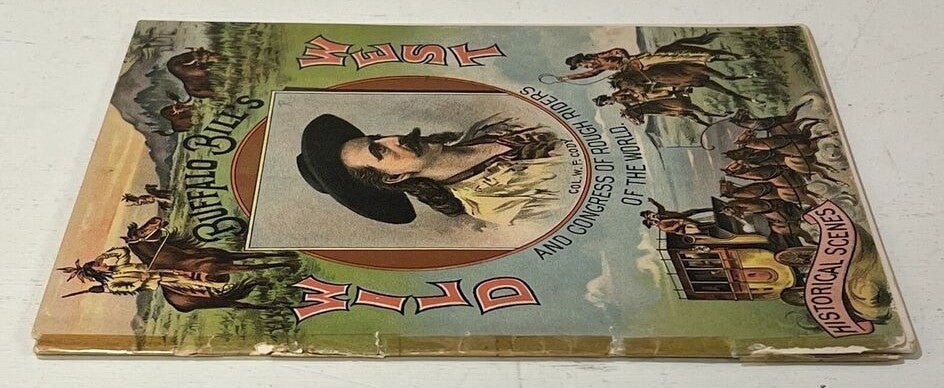 BUFFALO BILL'S
WILD
WEST
COL. W. F. CODY
AND CONGRESS OF ROUGH RIDERS
OF THE WORLD
HISTORICAL SCENES